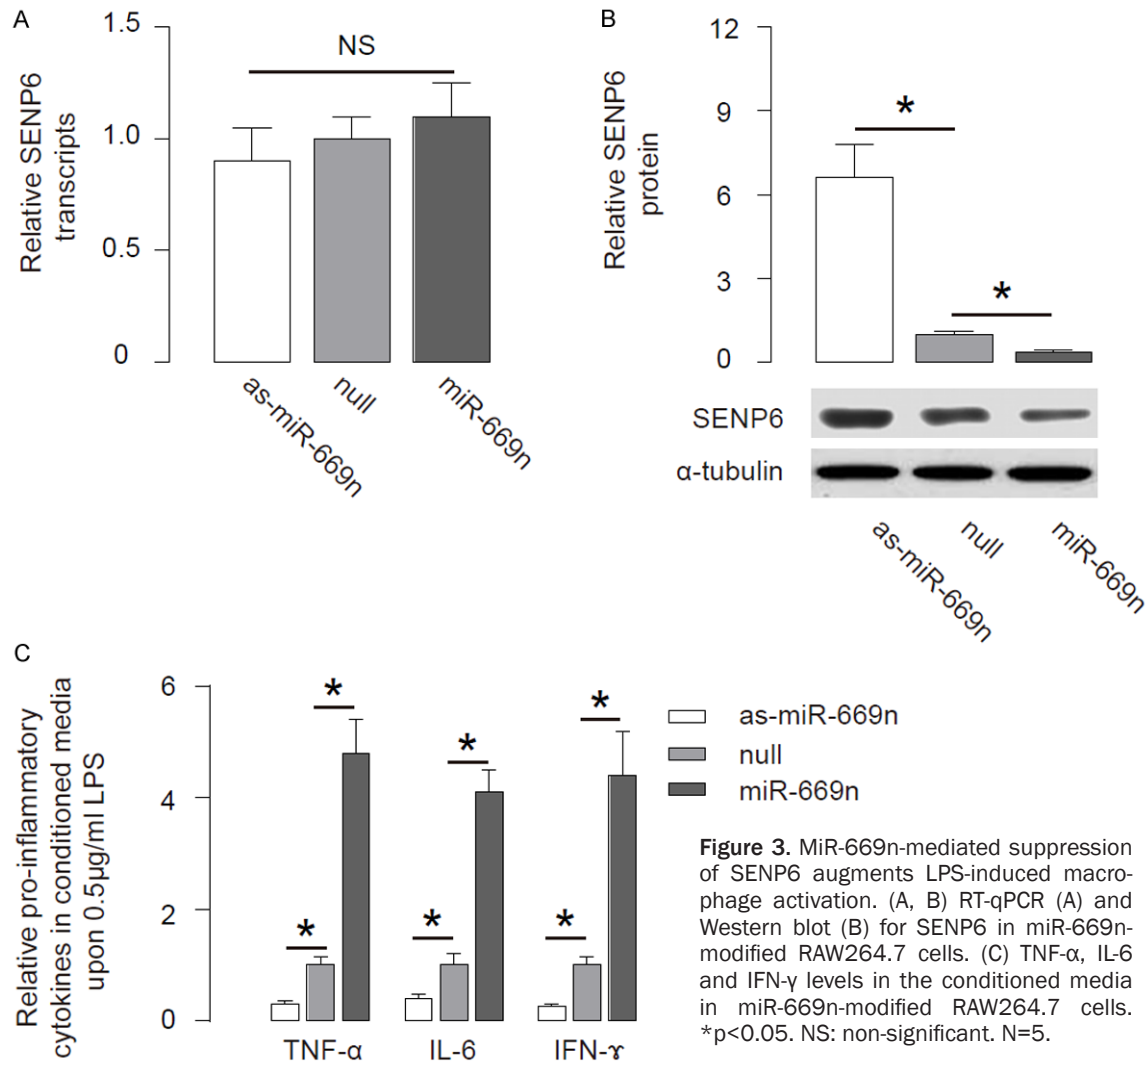 A
1.5
1.0
0.5
0
Relative SENP6
transcripts
NS
as-miR-669n
null
miR-669n
B
12
9
6
3
0
Relative SENP6
protein
*
*
SENP6
α-tubulin
as-miR-669n
null
miR-669n
C
6
4
2
0
Relative pro-inflammatory
cytokines in conditioned media
upon 0.5µg/ml LPS
*
*
*
*
*
*
TNF-α
IL-6
IFN-ɤ
as-miR-669n
null
miR-669n
Figure 3. MiR-669n-mediated suppression
of SENP6 augments LPS-induced macro-
phage activation. (A, B) RT-qPCR (A) and
Western blot (B) for SENP6 in miR-669n-
modified RAW264.7 cells. (C) TNF-α, IL-6
and IFN-γ levels in the conditioned media
in miR-669n-modified RAW264.7 cells.
*p<0.05. NS: non-significant. N=5.